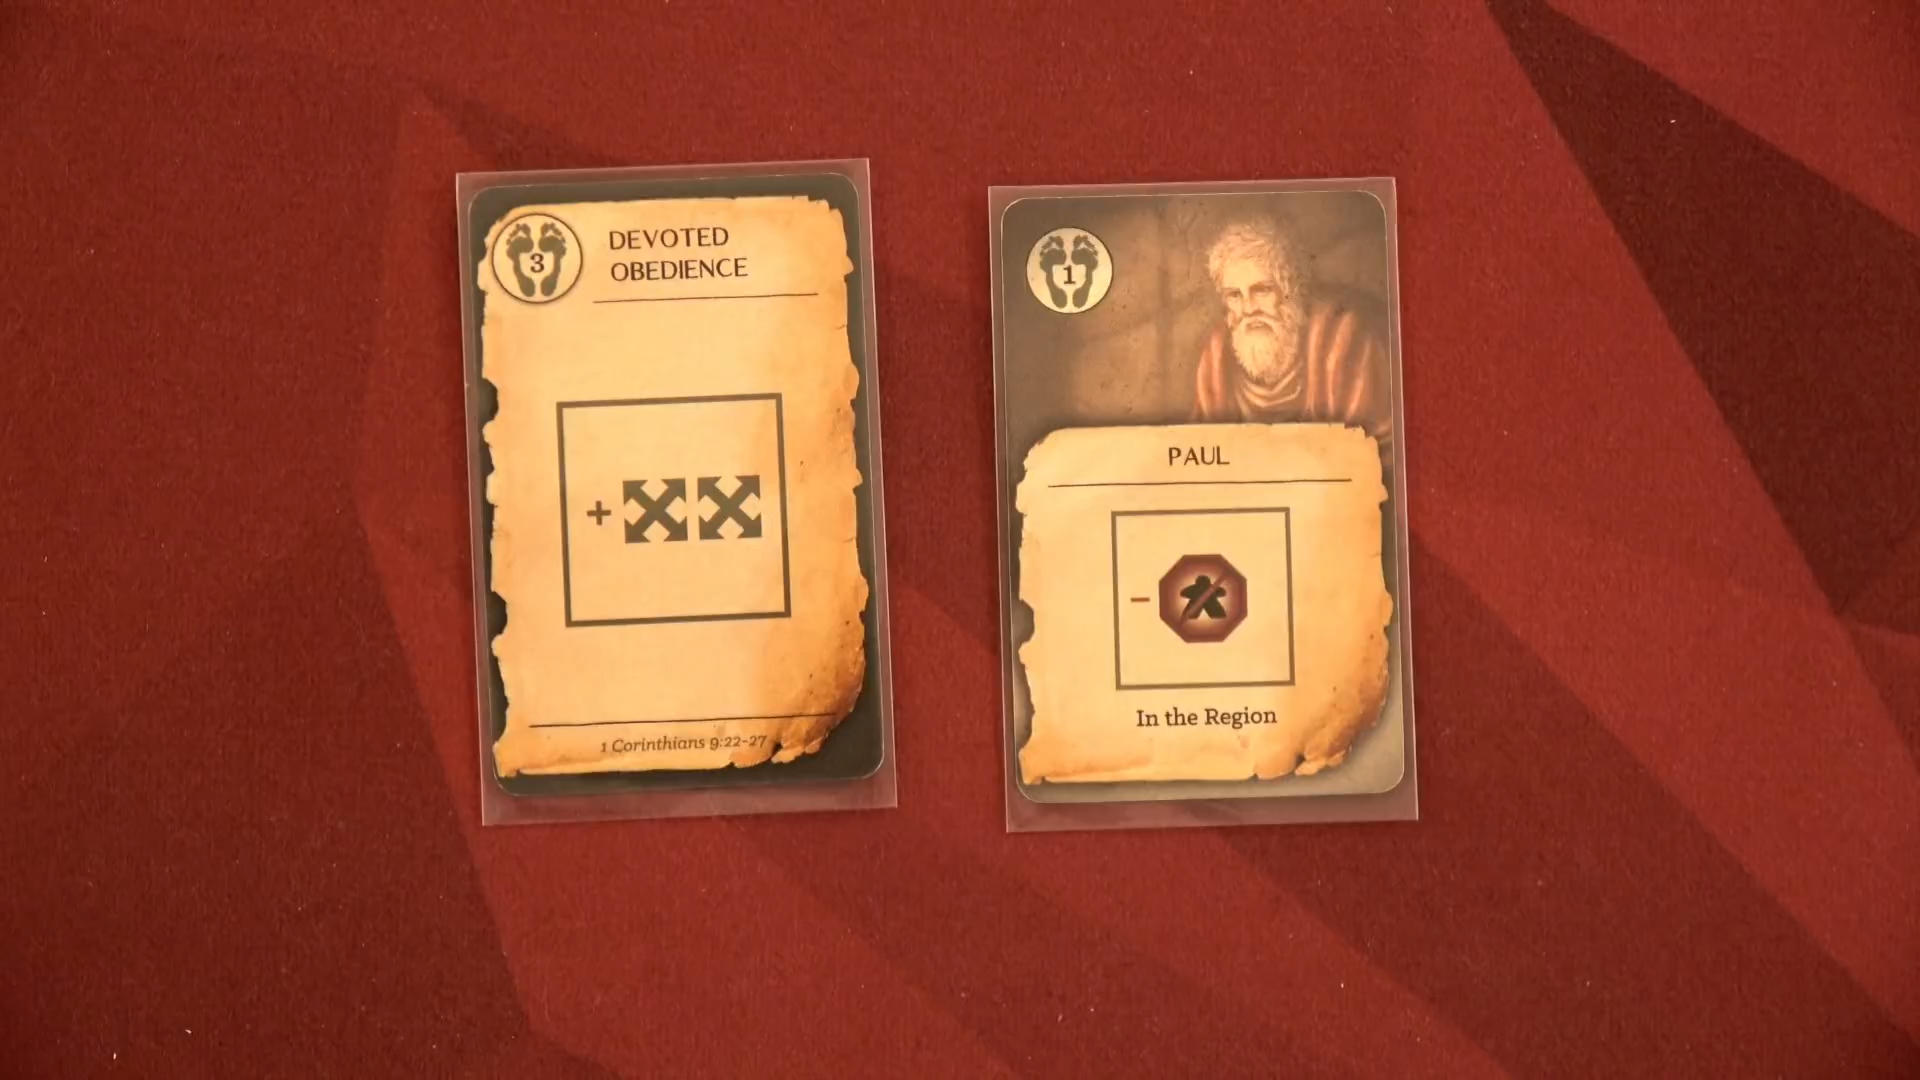 3
DEVOTED
OBEDIENCE
+
1 Corinthians 9:22-27
1
PAUL
-
In the Region